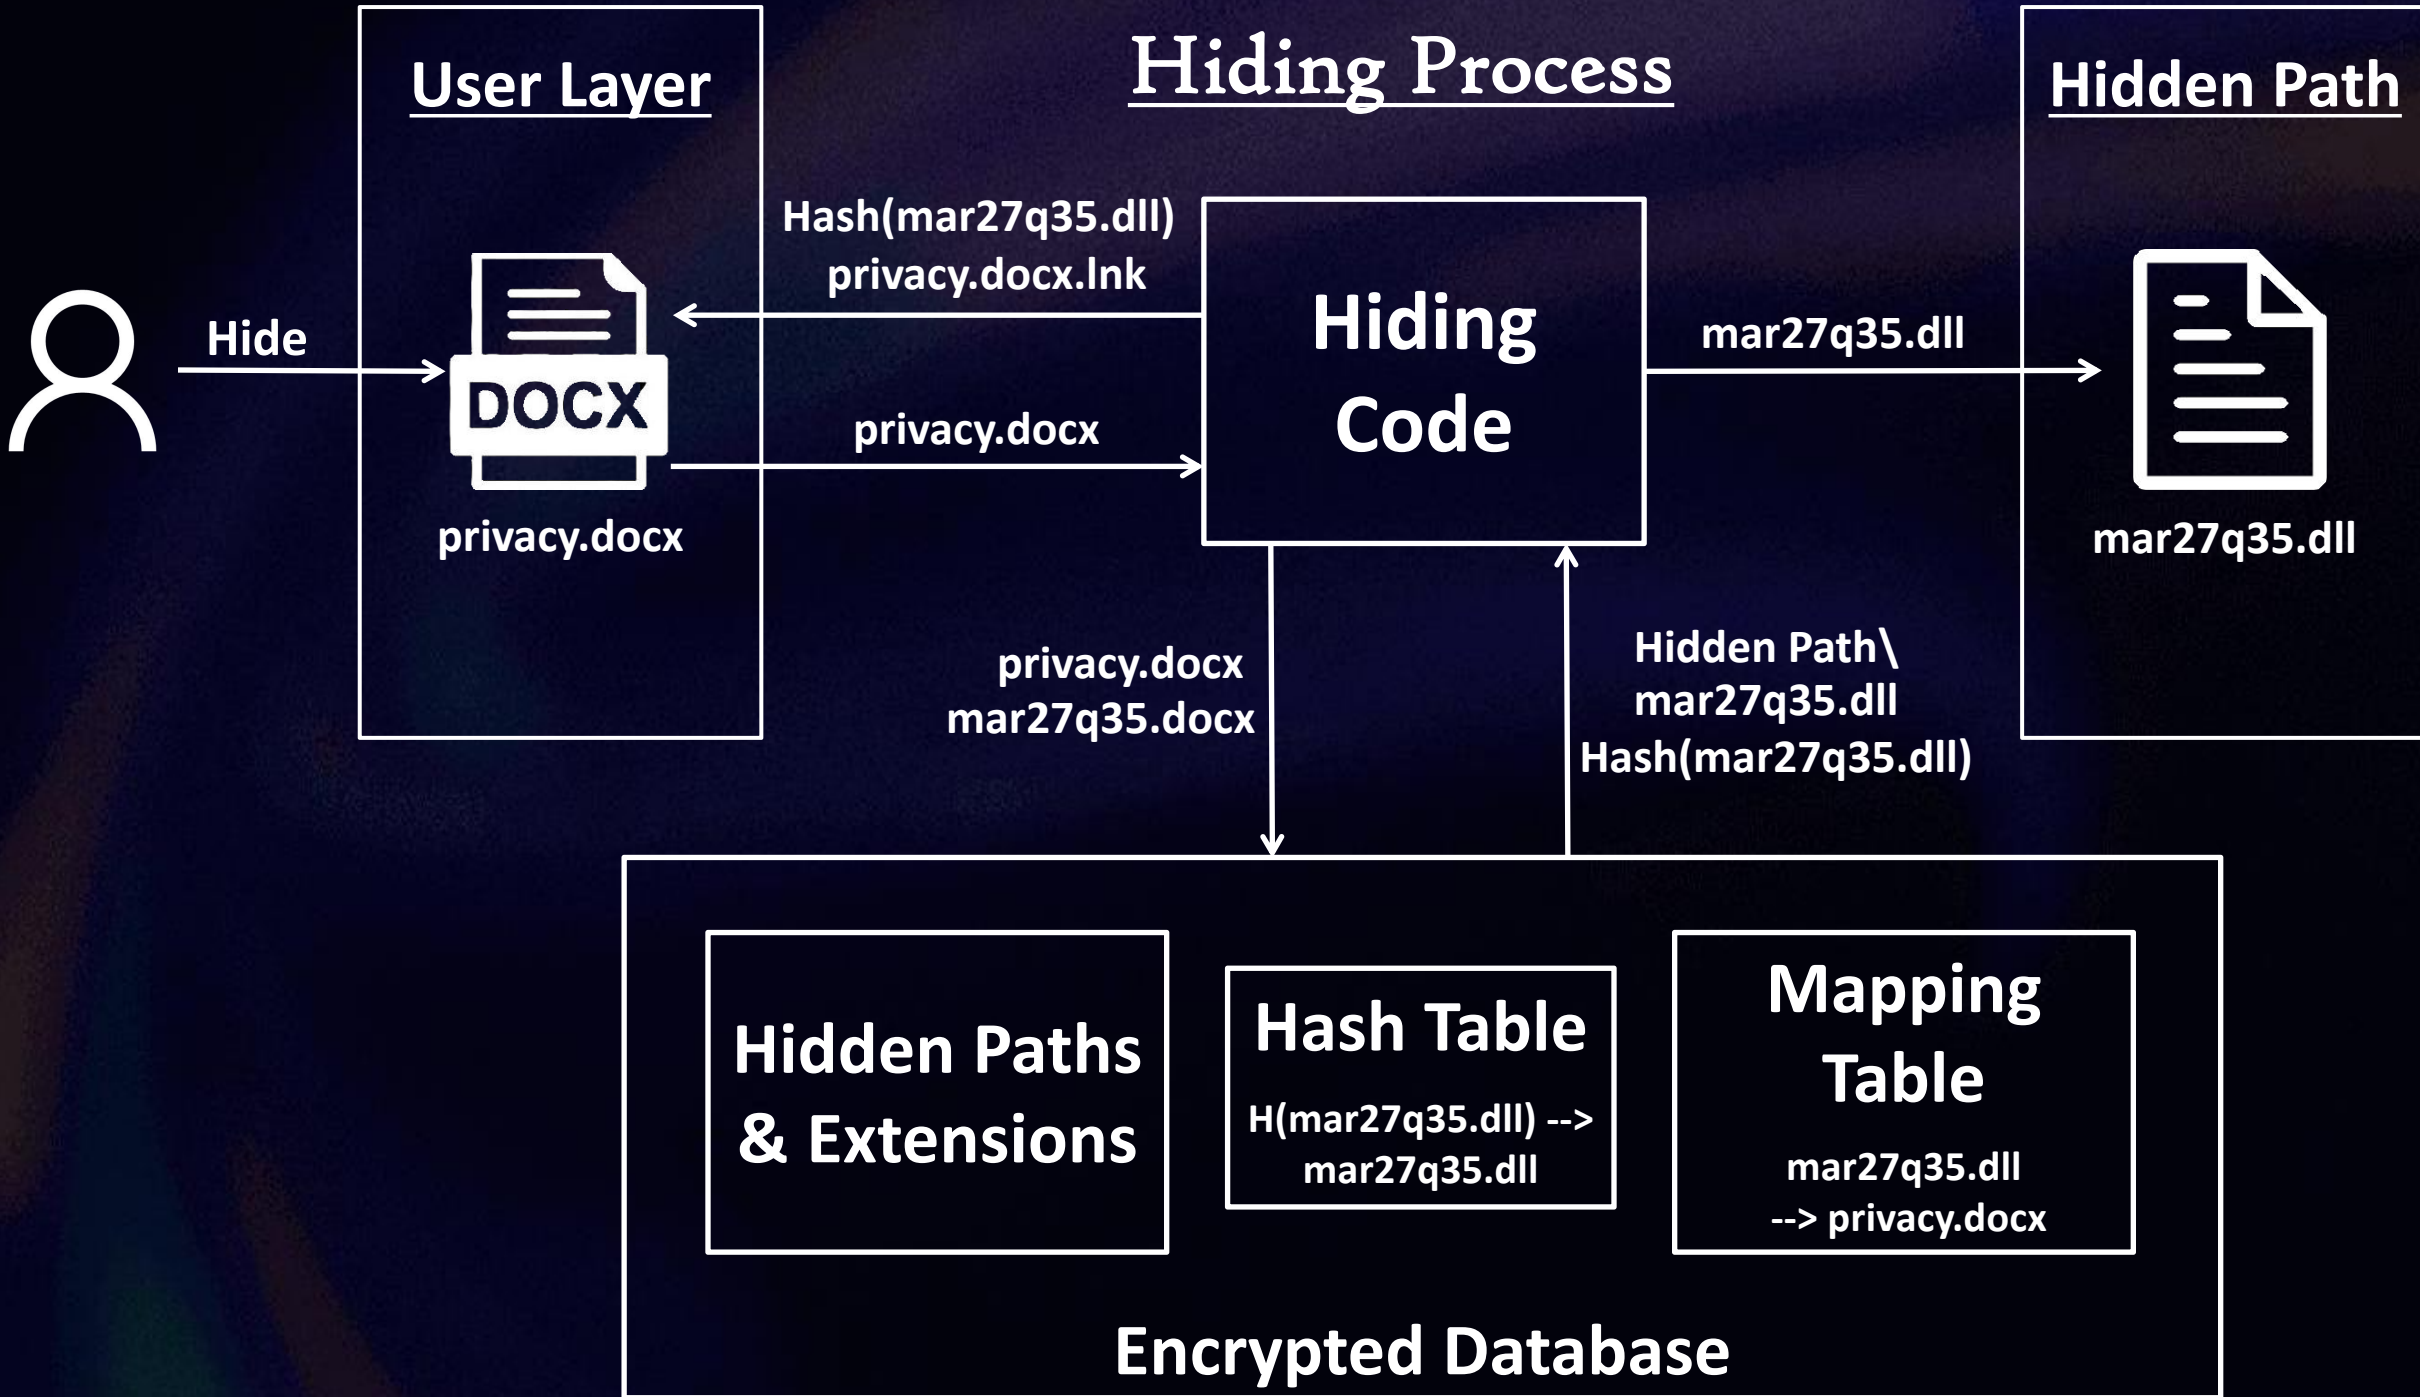 Hiding Process
User Layer
Hidden Path
Hide
DOCX
privacy.docx
Hash(mar27q35.dll)
privacy.docx.lnk
privacy.docx
Hiding
Code
mar27q35.dll
mar27q35.dll
privacy.docx
mar27q35.docx
Hidden Path\
mar27q35.dll
Hash(mar27q35.dll)
Hidden Paths
& Extensions
Hash Table
H(mar27q35.dll) -->
mar27q35.dll
Mapping
Table
mar27q35.dll
--> privacy.docx
Encrypted Database